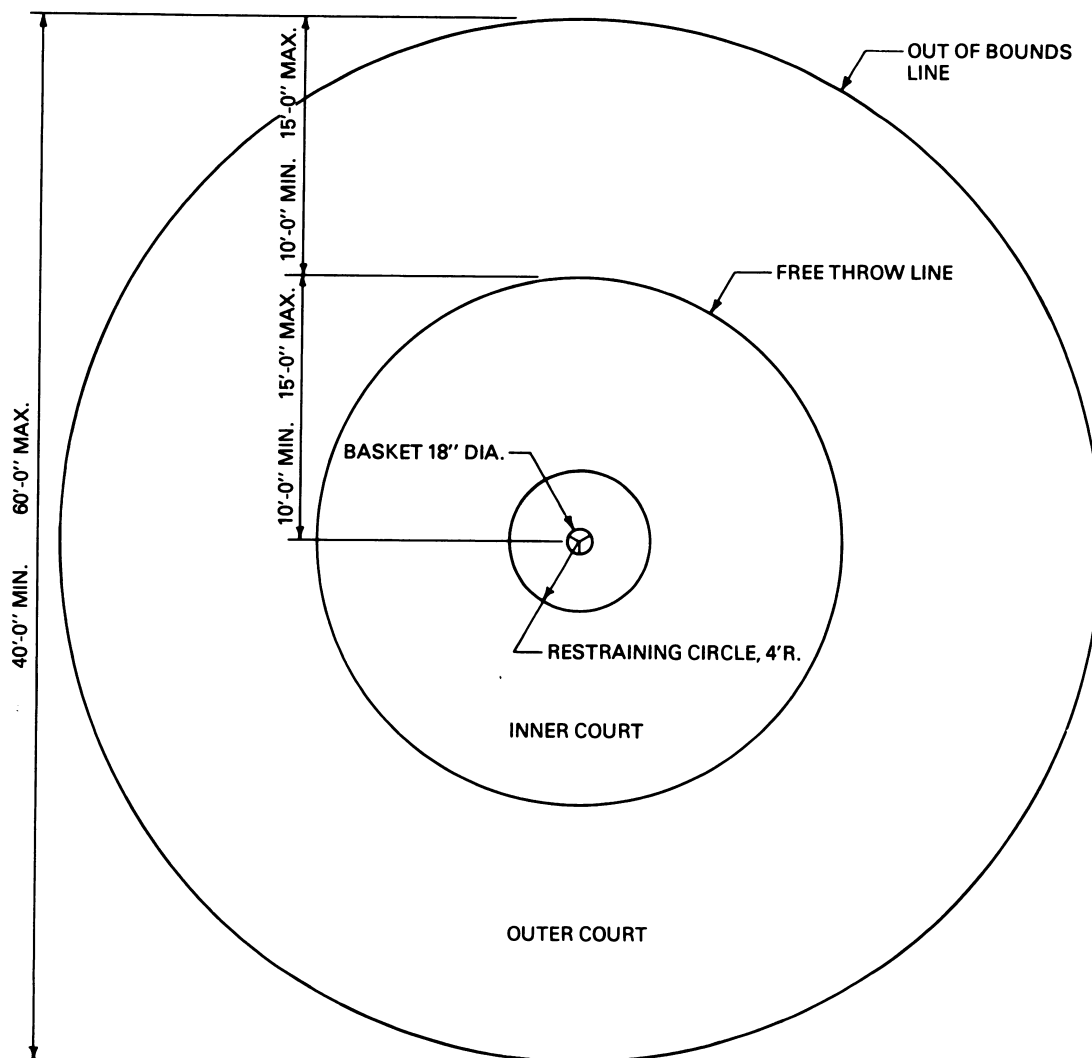 OUT OF BOUNDS
LINE
10'-0" MIN. 15'-0" MAX.
FREE THROW LINE
10'-0" MIN. 15'-0" MAX.
40'-0" MIN. 60'-0" MAX.
BASKET 18" DIA.
RESTRAINING CIRCLE, 4'R.
INNER COURT
OUTER COURT